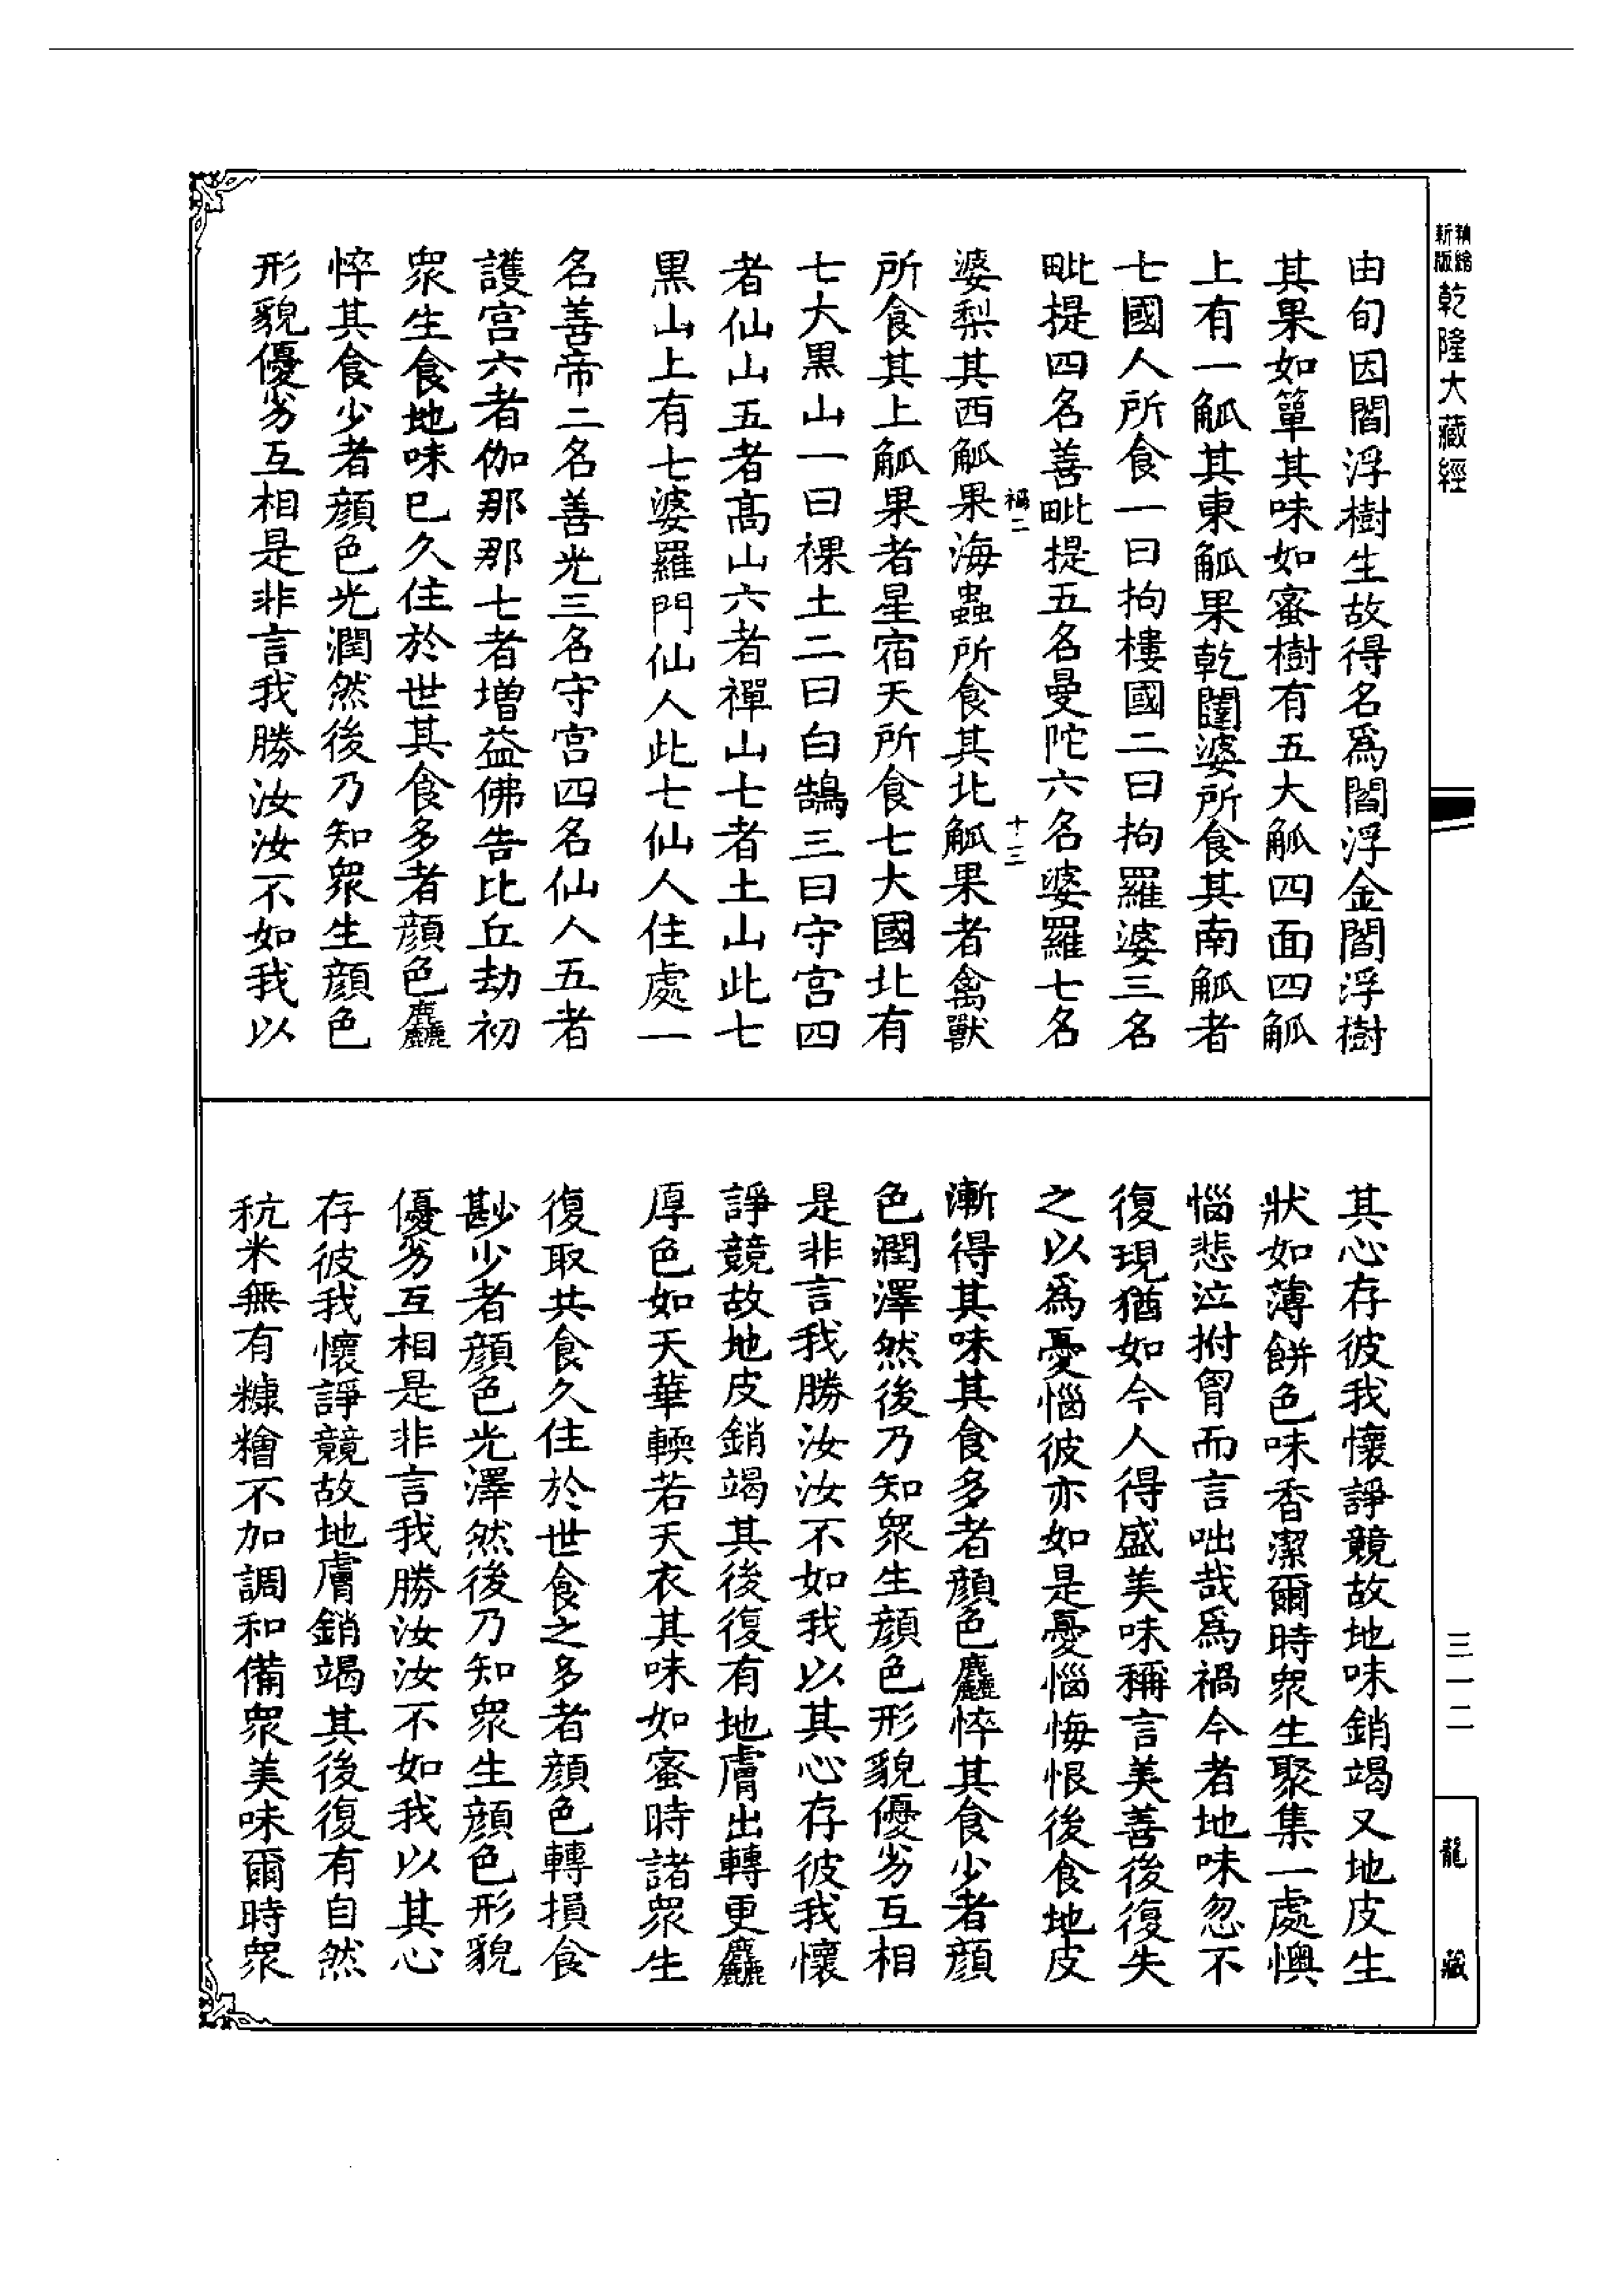 新版
乾隆大藏經
由旬因閻浮樹生故得名爲閻浮金閻浮樹
其果如簞其味如蜜樹有五大觚四面四觚
上有一觚其東觚果乾闥婆所食其南觚者
七國人所食一曰拘樓國二曰拘羅婆三名
毗提四名善毗提五名曼陀六名婆羅七名
婆梨其西觚果海蟲所食其北觚果者禽獸
所食其上觚果者星宿天所食七大國北有
七大黑山一曰裸土二曰白鵠三曰守宮四
者仙山五者高山六者禪山七者土山此七
黑山上有七婆羅門仙人此七仙人住處一
名善帝二名善光三名守宮四名仙人五者
護宮六者伽那那七者增益佛告比丘劫初
衆生食地味已久住於世其食多者顏色麤
悴其食少者顏色光潤然後乃知衆生顏色
形貌優劣互相是非言我勝汝汝不如我以
十三
其心存彼我懷諍競故地味銷竭又地皮生
狀如薄餅色味香潔爾時衆生聚集一處懊
惱悲泣拊胷而言咄哉爲禍今者地味忽不
復現猶如今人得盛美味稱言美善後復失
之以爲憂惱彼亦如是憂惱悔恨後食地皮
漸得其味其食多者顏色麤悴其食少者顏
色潤澤然後乃知衆生顏色形貌優劣互相
是非言我勝汝汝不如我以其心存彼我懷
諍競故地皮銷竭其後復有地膚出轉更麤
厚色如天華輭若天衣其味如蜜時諸衆生
復取共食久住於世食之多者顏色轉損食
尠少者顏色光澤然後乃知衆生顏色形貌
優劣互相是非言我勝汝汝不如我以其心
存彼我懷諍競故地膚銷竭其後復有自然
秔米無有糠糩不加調和備衆美味爾時衆
三一二
龍藏